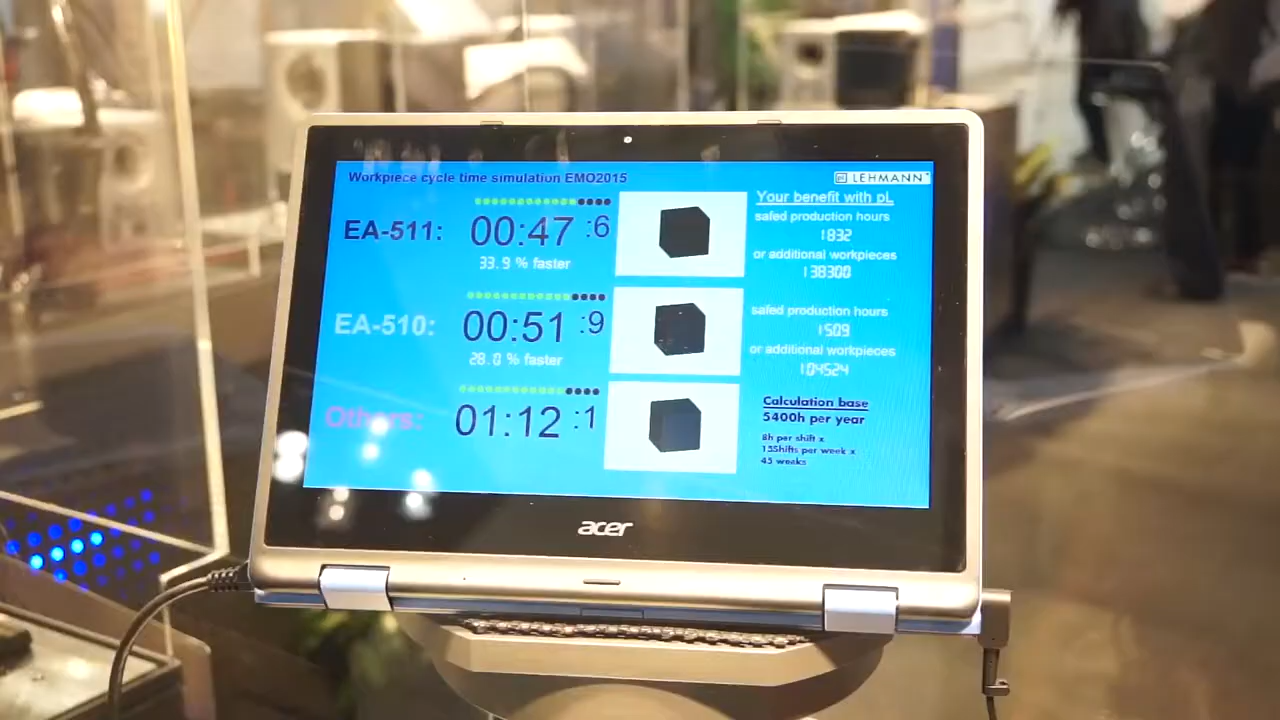 Workpiece cycle time simulation EMO2015
pL LEHMANN
EA-511:
00:47 :6
33.9 % faster
Your benefit with pL
safed production hours
1832
or additional workpieces
138300
EA-510:
00:51 :9
28.0 % faster
safed production hours
1509
or additional workpieces
104524
Others:
01:12 :1
Calculation base
5400h per year
8h per shift x
15Shifts per week x
45 weeks
acer